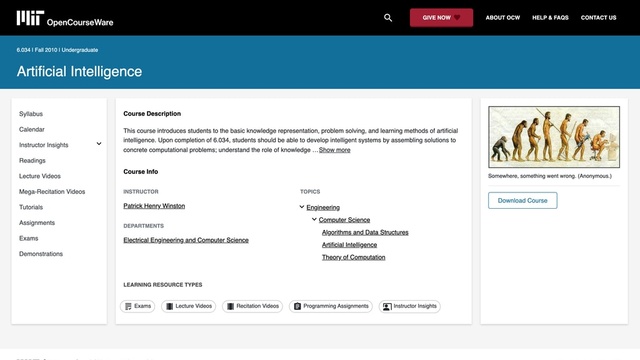 MIT OpenCourseWare
GIVE NOW
ABOUT OCW
HELP & FAQS
CONTACT US
6.034 | Fall 2010 | Undergraduate
Artificial Intelligence
Syllabus
Calendar
Instructor Insights
Readings
Lecture Videos
Mega-Recitation Videos
Tutorials
Assignments
Exams
Demonstrations
Course Description
This course introduces students to the basic knowledge representation, problem solving, and learning methods of artificial
intelligence. Upon completion of 6.034, students should be able to develop intelligent systems by assembling solutions to
concrete computational problems; understand the role of knowledge …Show more
Course Info
INSTRUCTOR
Patrick Henry Winston
DEPARTMENTS
Electrical Engineering and Computer Science
TOPICS
Engineering
Computer Science
Algorithms and Data Structures
Artificial Intelligence
Theory of Computation
LEARNING RESOURCE TYPES
Exams
Lecture Videos
Recitation Videos
Programming Assignments
Instructor Insights
Somewhere, something went wrong. (Anonymous.)
Download Course